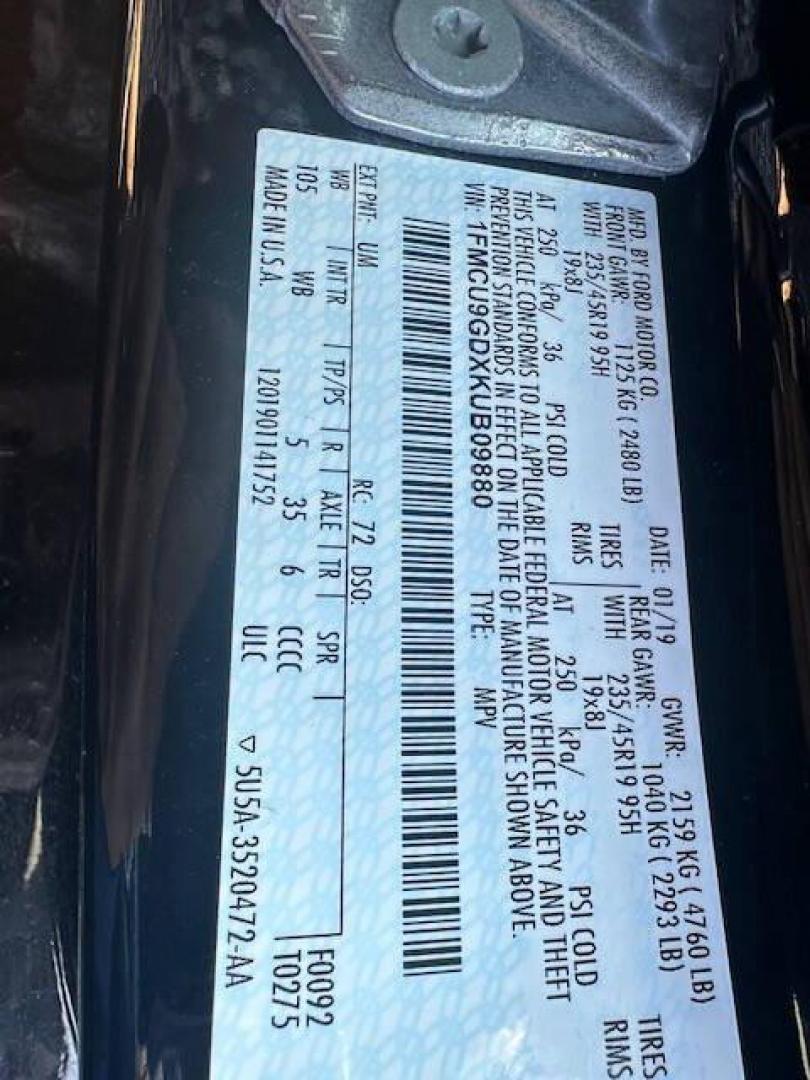 MFD. BY FORD MOTOR CO.
DATE: 01/19 GVWR: 2159 KG ( 4760 LB)
FRONT GAWR: 1125 KG ( 2480 LB) REAR GAWR: 1040 KG ( 2293 LB)
WITH 235/45R19 95H TIRES WITH 235/45R19 95H TIRES
19x8J RIMS 19x8J RIMS
AT 250 kPa/ 36 PSI COLD AT 250 kPa/ 36 PSI COLD
THIS VEHICLE CONFORMS TO ALL APPLICABLE FEDERAL MOTOR VEHICLE SAFETY AND THEFT
PREVENTION STANDARDS IN EFFECT ON THE DATE OF MANUFACTURE SHOWN ABOVE.
VIN: 1FMCU9GDXKUB09880 TYPE: MPV
EXT PNT: UM RC: 72 DSO:
WB | INT TR | TP/PS | R | AXLE | TR | SPR | F0092
105 WB 5 35 6 CCCC T0275
MADE IN U.S.A. 1201901141752 ULC ▽ 5U5A-3520472-AA